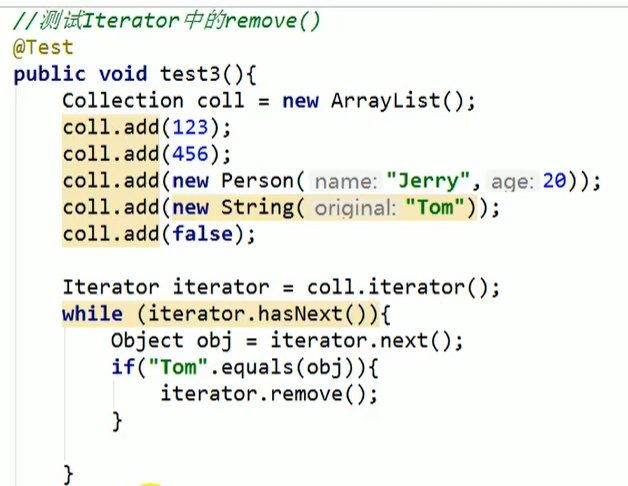 //测试Iterator中的remove()
@Test
public void test3(){
    Collection coll = new ArrayList();
    coll.add(123);
    coll.add(456);
    coll.add(new Person( name: "Jerry", age: 20));
    coll.add(new String( original: "Tom"));
    coll.add(false);

    Iterator iterator = coll.iterator();
    while (iterator.hasNext()){
        Object obj = iterator.next();
        if("Tom".equals(obj)){
            iterator.remove();
        }

    }